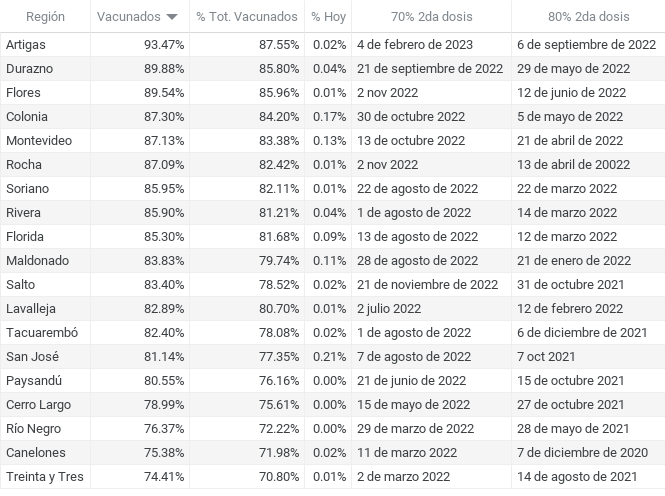 Región Vacunados % Tot. Vacunados % Hoy 70% 2da dosis 80% 2da dosis
Artigas 93.47% 87.55% 0.02% 4 de febrero de 2023 6 de septiembre de 2022
Durazno 89.88% 85.80% 0.04% 21 de septiembre de 2022 29 de mayo de 2022
Flores 89.54% 85.96% 0.01% 2 nov 2022 12 de junio de 2022
Colonia 87.30% 84.20% 0.17% 30 de octubre de 2022 5 de mayo de 2022
Montevideo 87.13% 83.38% 0.13% 13 de octubre de 2022 21 de abril de 2022
Rocha 87.09% 82.42% 0.01% 2 nov 2022 13 de abril de 20022
Soriano 85.95% 82.11% 0.01% 22 de agosto de 2022 22 de marzo 2022
Rivera 85.90% 81.21% 0.04% 1 de agosto de 2022 14 de marzo de 2022
Florida 85.30% 81.68% 0.09% 13 de agosto de 2022 12 de marzo de 2022
Maldonado 83.83% 79.74% 0.11% 28 de agosto de 2022 21 de enero de 2022
Salto 83.40% 78.52% 0.02% 21 de noviembre de 2022 31 de octubre de 2021
Lavalleja 82.89% 80.70% 0.01% 2 julio 2022 12 de febrero de 2022
Tacuarembó 82.40% 78.08% 0.02% 1 de agosto de 2022 6 de diciembre de 2021
San José 81.14% 77.35% 0.21% 7 de agosto de 2022 7 oct 2021
Paysandú 80.55% 76.16% 0.00% 21 de junio de 2022 15 de octubre de 2021
Cerro Largo 78.99% 75.61% 0.00% 15 de mayo de 2022 27 de octubre de 2021
Río Negro 76.37% 72.22% 0.00% 29 de marzo de 2022 28 de mayo de 2021
Canelones 75.38% 71.98% 0.02% 11 de marzo de 2022 7 de diciembre de 2020
Treinta y Tres 74.41% 70.80% 0.01% 2 de marzo de 2022 14 de agosto de 2021